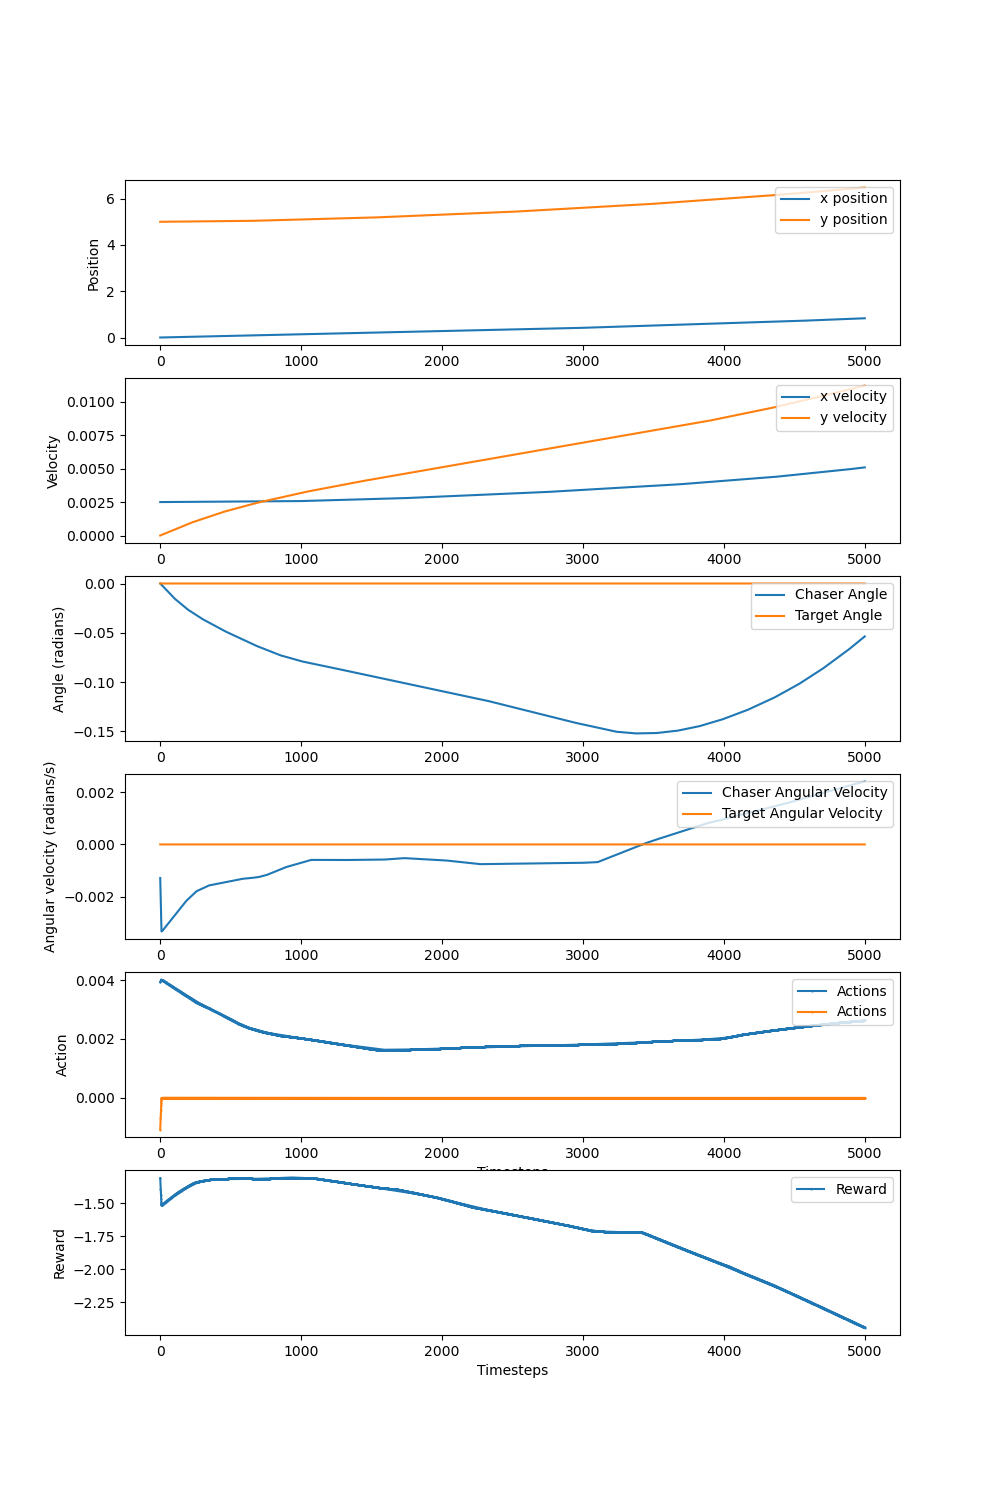 Position
6
4
2
0
x position
y position
0 1000 2000 3000 4000 5000
Velocity
0.0100
0.0075
0.0050
0.0025
0.0000
x velocity
y velocity
0 1000 2000 3000 4000 5000
Angle (radians)
0.00
−0.05
−0.10
−0.15
Chaser Angle
Target Angle
0 1000 2000 3000 4000 5000
Angular velocity (radians/s)
0.002
0.000
−0.002
Chaser Angular Velocity
Target Angular Velocity
0 1000 2000 3000 4000 5000
Action
0.004
0.002
0.000
Actions
Actions
0 1000 2000 3000 4000 5000
Timesteps
Reward
−1.50
−1.75
−2.00
−2.25
Reward
0 1000 2000 3000 4000 5000
Timesteps